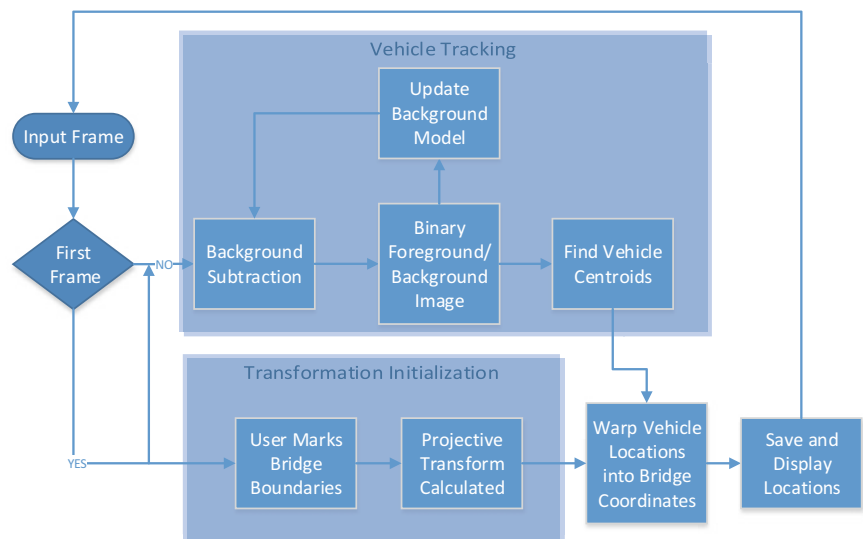 Vehicle Tracking
Update
Background
Model
Input Frame
First
Frame
NO
Background
Subtraction
Binary
Foreground/
Background
Image
Find Vehicle
Centroids
Transformation Initialization
YES
User Marks
Bridge
Boundaries
Projective
Transform
Calculated
Warp Vehicle
Locations
into Bridge
Coordinates
Save and
Display
Locations